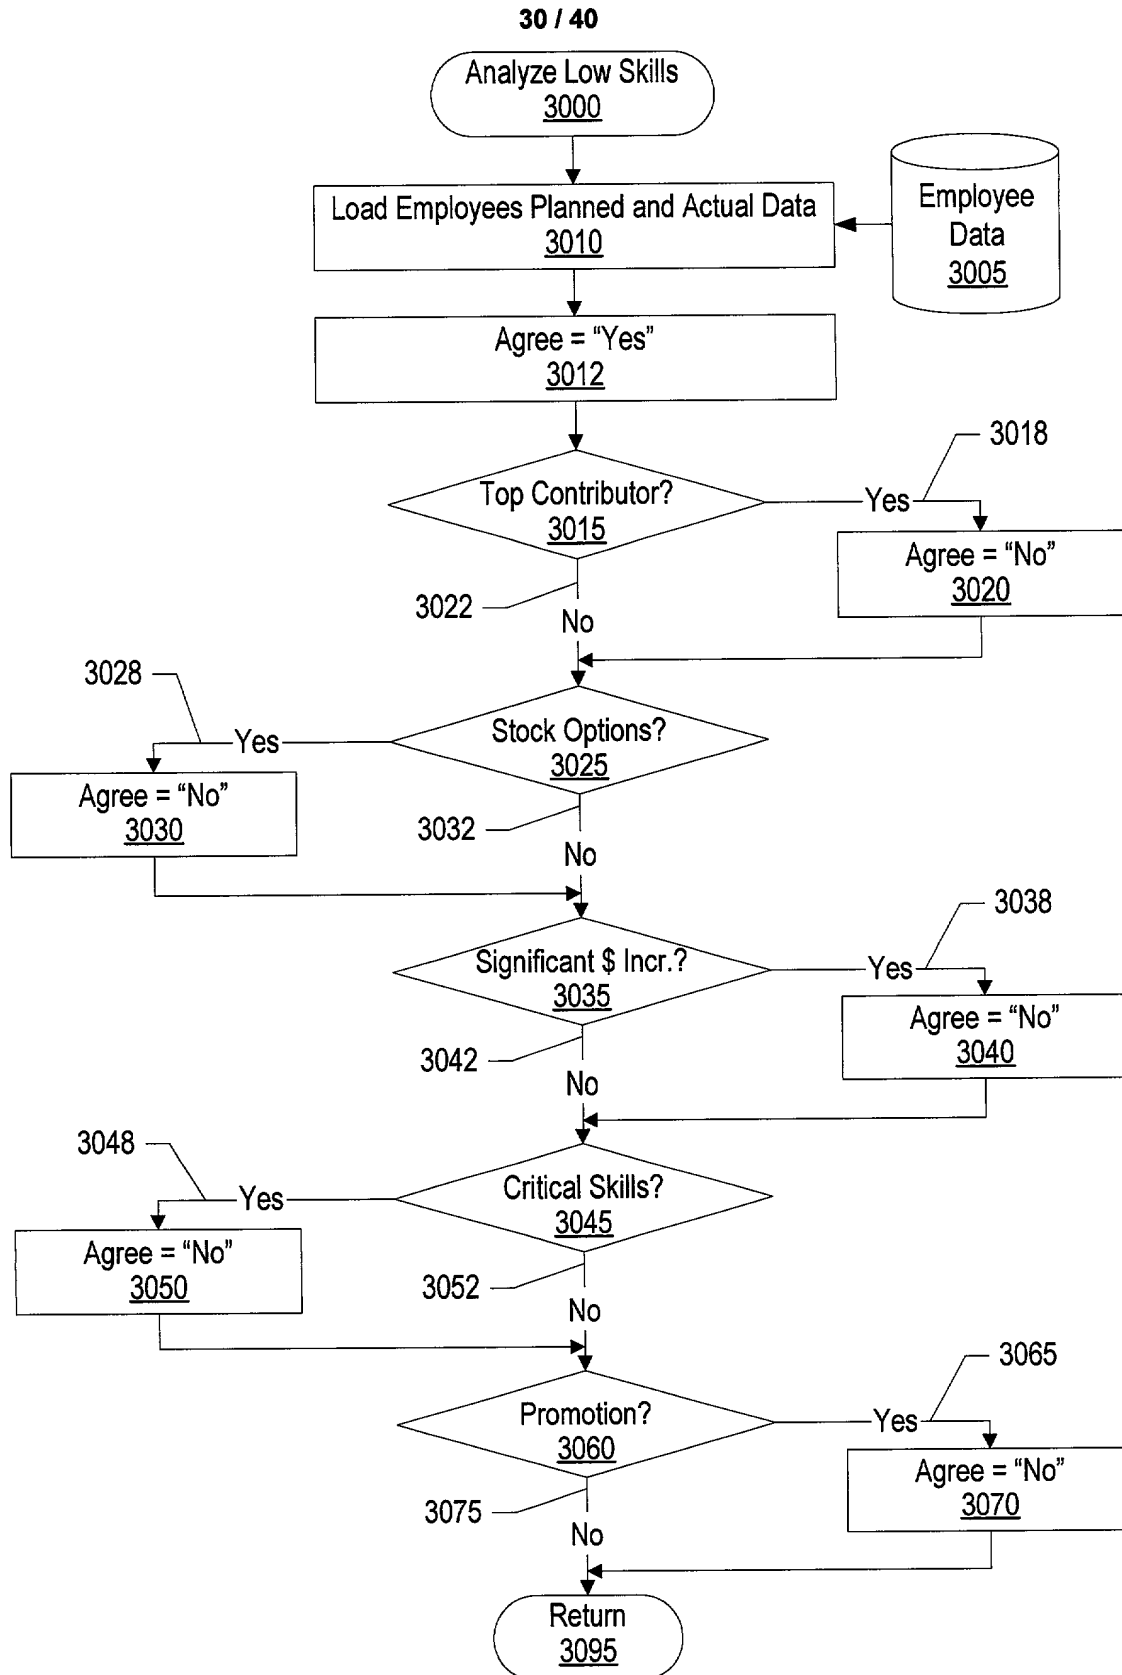 30 / 40
Analyze Low Skills
3000
Load Employees Planned and Actual Data
3010
Employee
Data
3005
Agree = “Yes”
3012
Top Contributor?
3015
Yes
3018
Agree = “No”
3020
3022
No
Stock Options?
3025
3028
Yes
Agree = “No”
3030
3032
No
Significant $ Incr.?
3035
Yes
3038
Agree = “No”
3040
3042
No
Critical Skills?
3045
3048
Yes
Agree = “No”
3050
3052
No
Promotion?
3060
Yes
3065
Agree = “No”
3070
3075
No
Return
3095